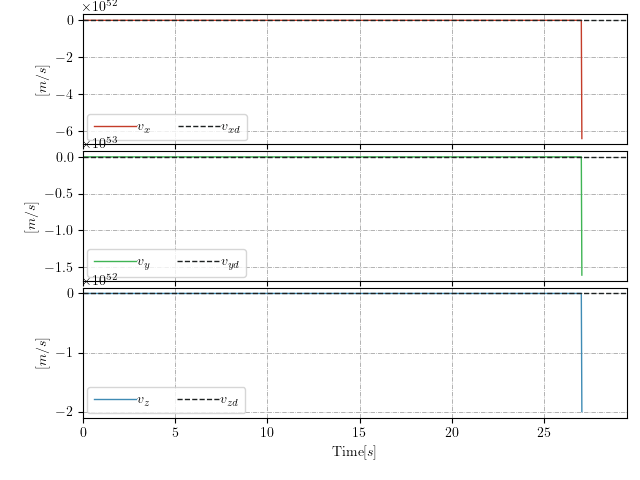 ×10^52
0
−2
−4
−6
[m/s]
v_x v_xd
×10^53
0.0
−0.5
−1.0
−1.5
[m/s]
v_y v_yd
×10^52
0
−1
−2
[m/s]
v_z v_zd
0 5 10 15 20 25
Time[s]